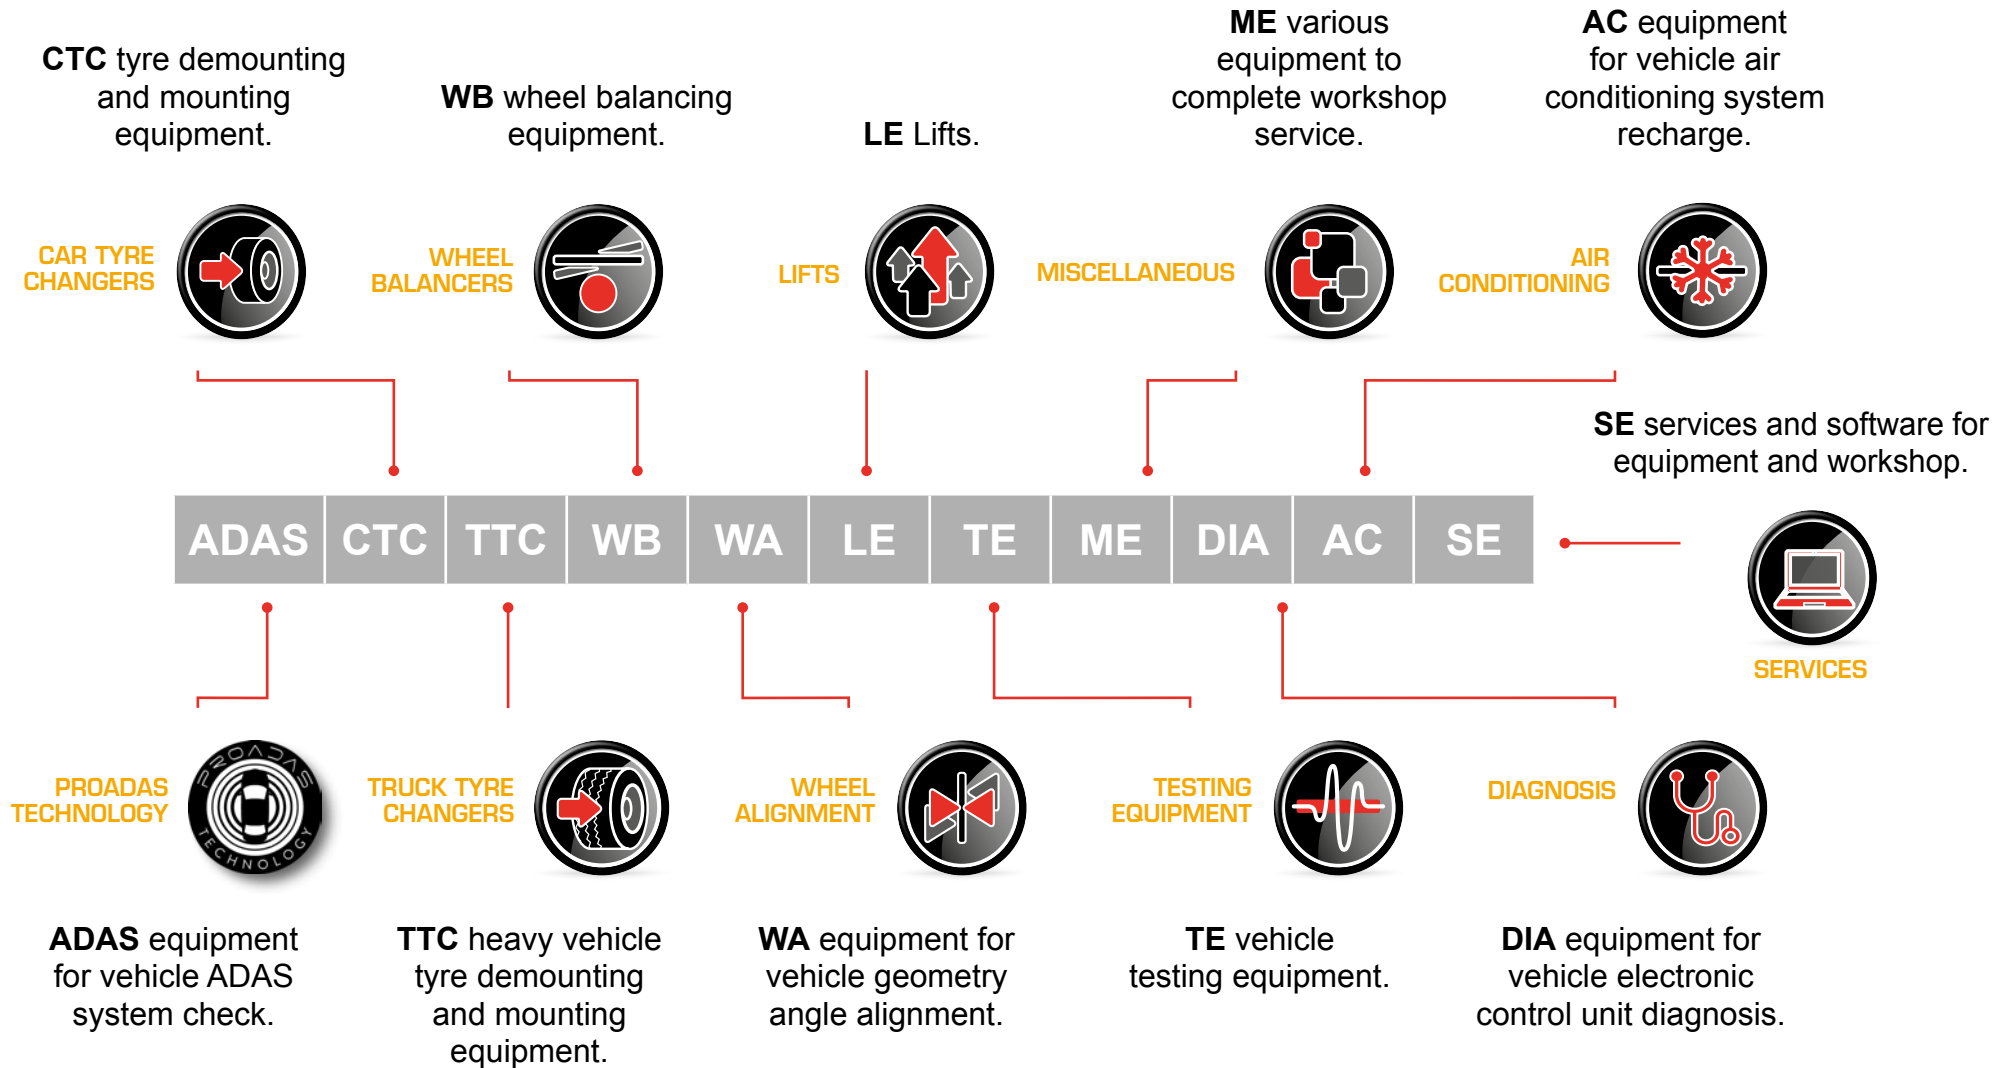 CTC tyre demounting
and mounting
equipment.
WB wheel balancing
equipment.
LE Lifts.
ME various
equipment to
complete workshop
service.
AC equipment
for vehicle air
conditioning system
recharge.
CAR TYRE
CHANGERS
WHEEL
BALANCERS
LIFTS
MISCELLANEOUS
AIR
CONDITIONING
SE services and software for
equipment and workshop.
ADAS CTC TTC WB WA LE TE ME DIA AC SE
SERVICES
PROADAS
TECHNOLOGY
PROADAS
TECHNOLOGY
TRUCK TYRE
CHANGERS
WHEEL
ALIGNMENT
TESTING
EQUIPMENT
DIAGNOSIS
ADAS equipment
for vehicle ADAS
system check.
TTC heavy vehicle
tyre demounting
and mounting
equipment.
WA equipment for
vehicle geometry
angle alignment.
TE vehicle
testing equipment.
DIA equipment for
vehicle electronic
control unit diagnosis.